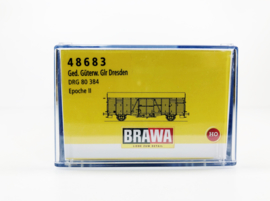 48683
Ged. Güterw. Glr Dresden
DRG 80 384
Epoche II
BRAWA
H0